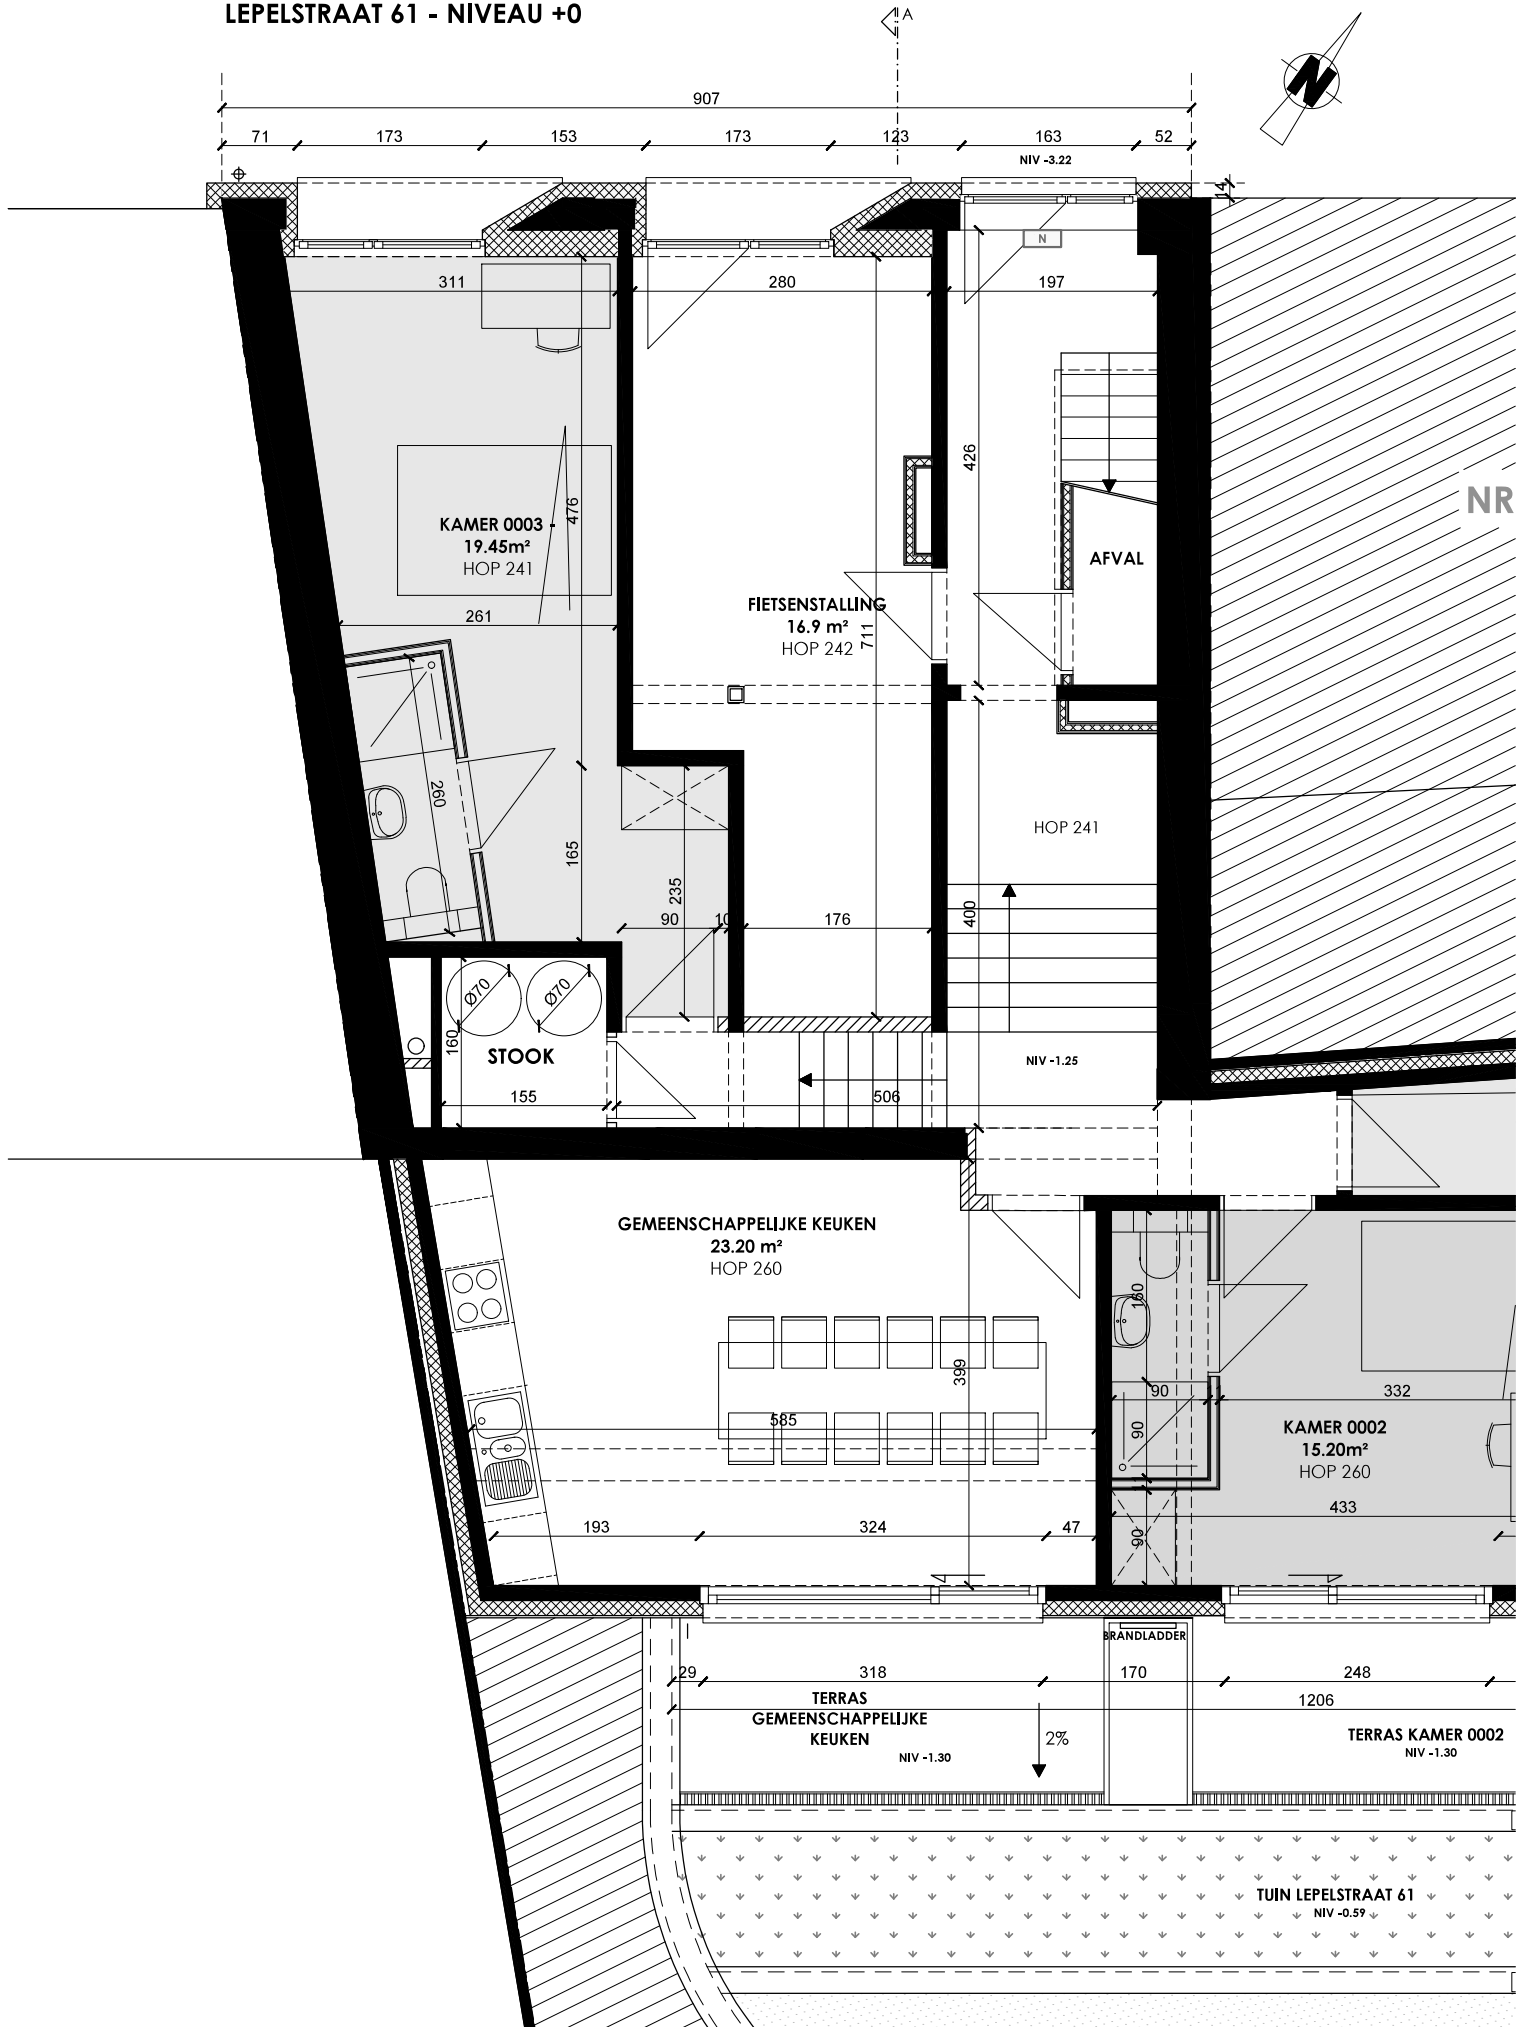 LEPELSTRAAT 61 - NIVEAU +0
A
N
907
71 173 153 173 123 163 52
NIV -3.22
14
N
311 280 197
476
426
NR
KAMER 0003 -
19.45m²
HOP 241
AFVAL
FIETSENSTALLING
16.9 m²
HOP 242
711
261
260
HOP 241
165
235
90 10 176
400
Ø70 Ø70
160
STOOK
NIV -1.25
155 506
GEMEENSCHAPPELIJKE KEUKEN
23.20 m²
HOP 260
160
399
90 332
585
90
KAMER 0002
15.20m²
HOP 260
433
193 324 47
90
BRANDLADDER
29 318 170 248
1206
TERRAS
GEMEENSCHAPPELIJKE
KEUKEN
NIV -1.30
2%
TERRAS KAMER 0002
NIV -1.30
TUIN LEPELSTRAAT 61
NIV -0.59